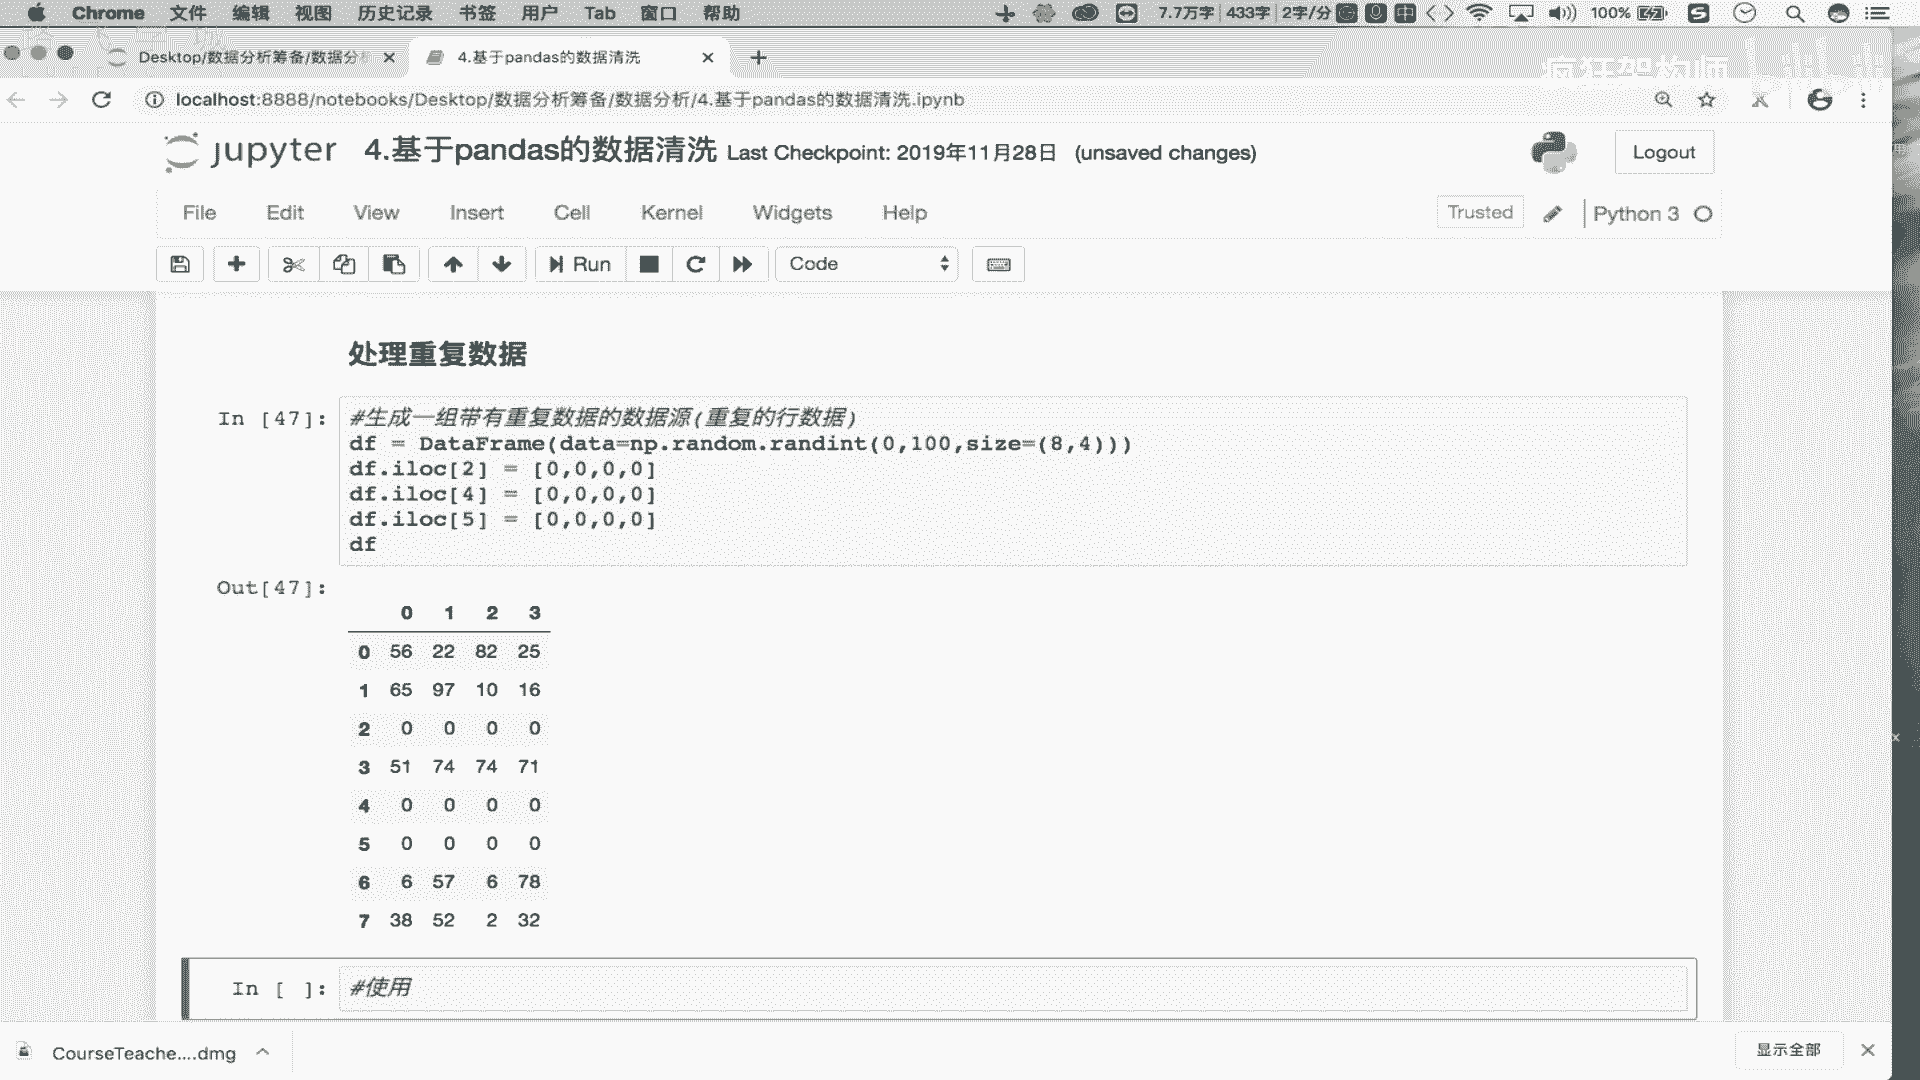 Chrome 文件 编辑 视图 历史记录 书签 用户 Tab 窗口 帮助 7.7万字 433字 2字/分 中 100%
Desktop/数据分析筹备/数据分析
4.基于pandas的数据清洗
疯狂架构师 bilibili
localhost:8888/notebooks/Desktop/数据分析筹备/数据分析/4.基于pandas的数据清洗.ipynb
jupyter 4.基于pandas的数据清洗 Last Checkpoint: 2019年11月28日 (unsaved changes) Logout
File Edit View Insert Cell Kernel Widgets Help Trusted Python 3
Run Code
处理重复数据
In [47]: #生成一组带有重复数据的数据源(重复的行数据)
df = DataFrame(data=np.random.randint(0,100,size=(8,4)))
df.iloc[2] = [0,0,0,0]
df.iloc[4] = [0,0,0,0]
df.iloc[5] = [0,0,0,0]
df
Out[47]:
0 1 2 3
0 56 22 82 25
1 65 97 10 16
2 0 0 0 0
3 51 74 74 71
4 0 0 0 0
5 0 0 0 0
6 6 57 6 78
7 38 52 2 32
In [ ]: #使用
CourseTeache....dmg 显示全部